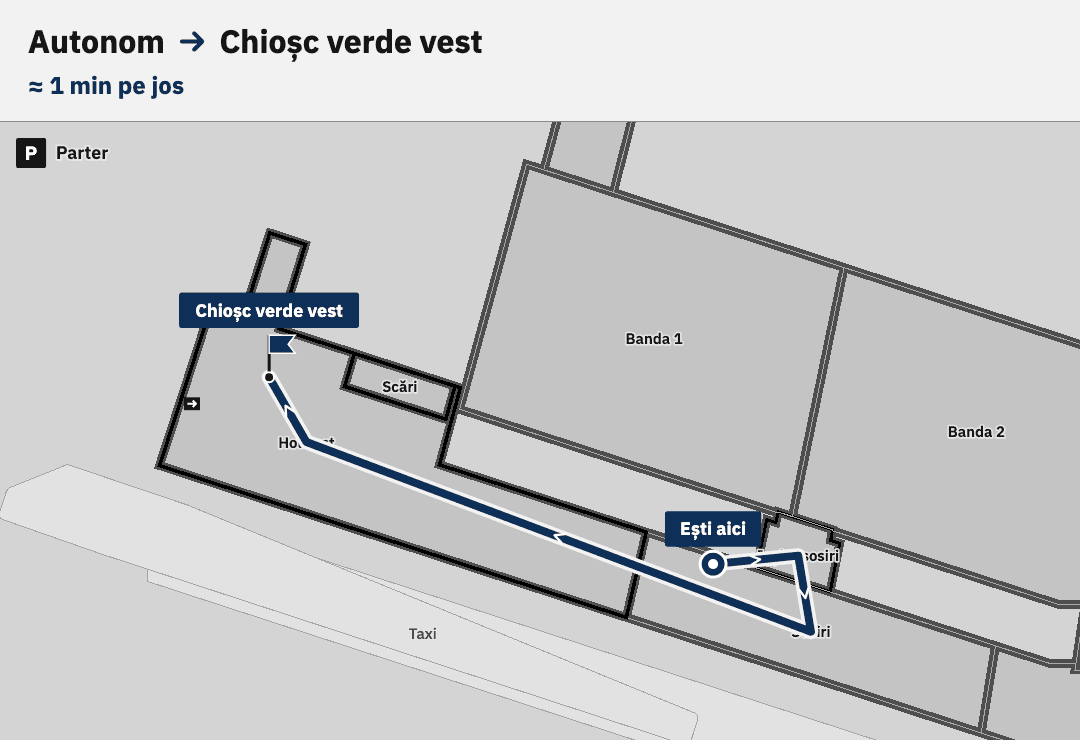 Autonom → Chioșc verde vest
≈ 1 min pe jos
P Parter
Chioșc verde vest
Banda 1
Scări
Banda 2
Ești aici
Taxi